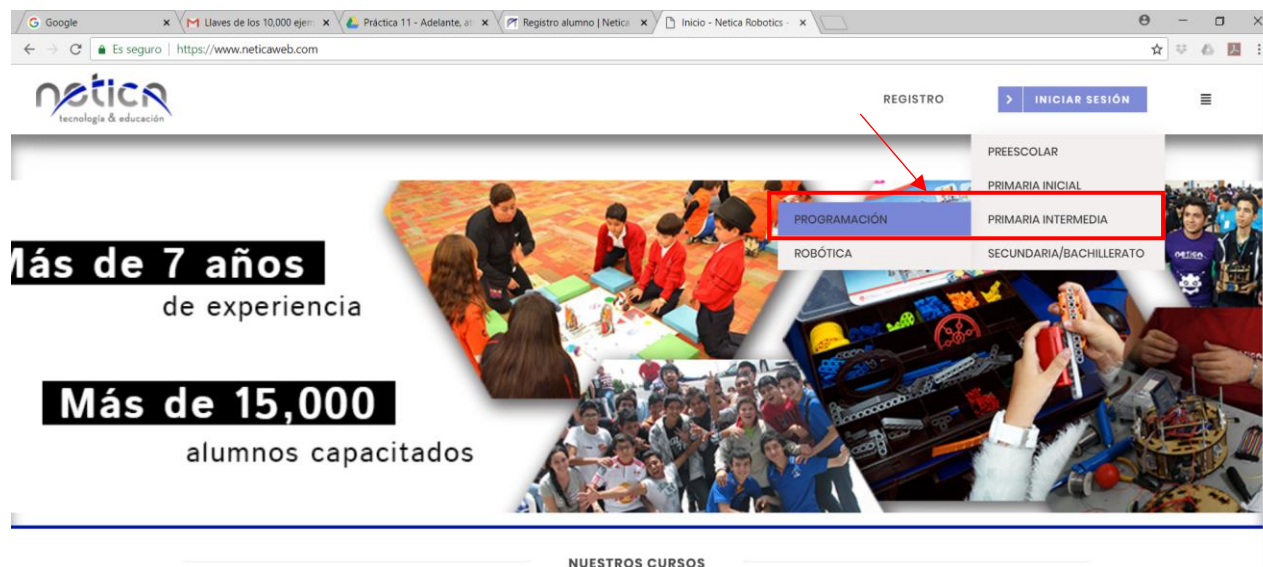 Google
Llaves de los 10,000 ejem
Práctica 11 - Adelante, at
Registro alumno | Netica
Inicio - Netica Robotics -
Es seguro | https://www.neticaweb.com
netica
tecnología & educación
REGISTRO
> INICIAR SESIÓN
PREESCOLAR
PRIMARIA INICIAL
PROGRAMACIÓN
PRIMARIA INTERMEDIA
ROBÓTICA
SECUNDARIA/BACHILLERATO
Más de 7 años
de experiencia
Más de 15,000
alumnos capacitados
netica
NUESTROS CURSOS